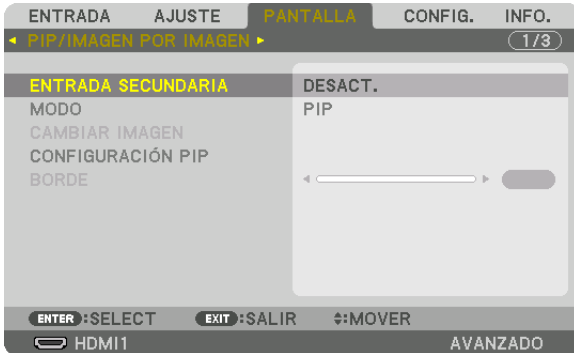 ENTRADA AJUSTE PANTALLA CONFIG. INFO.
PIP/IMAGEN POR IMAGEN 1/3
ENTRADA SECUNDARIA DESACT.
MODO PIP
CAMBIAR IMAGEN
CONFIGURACIÓN PIP
BORDE
ENTER :SELECT EXIT :SALIR :MOVER
HDMI1 AVANZADO